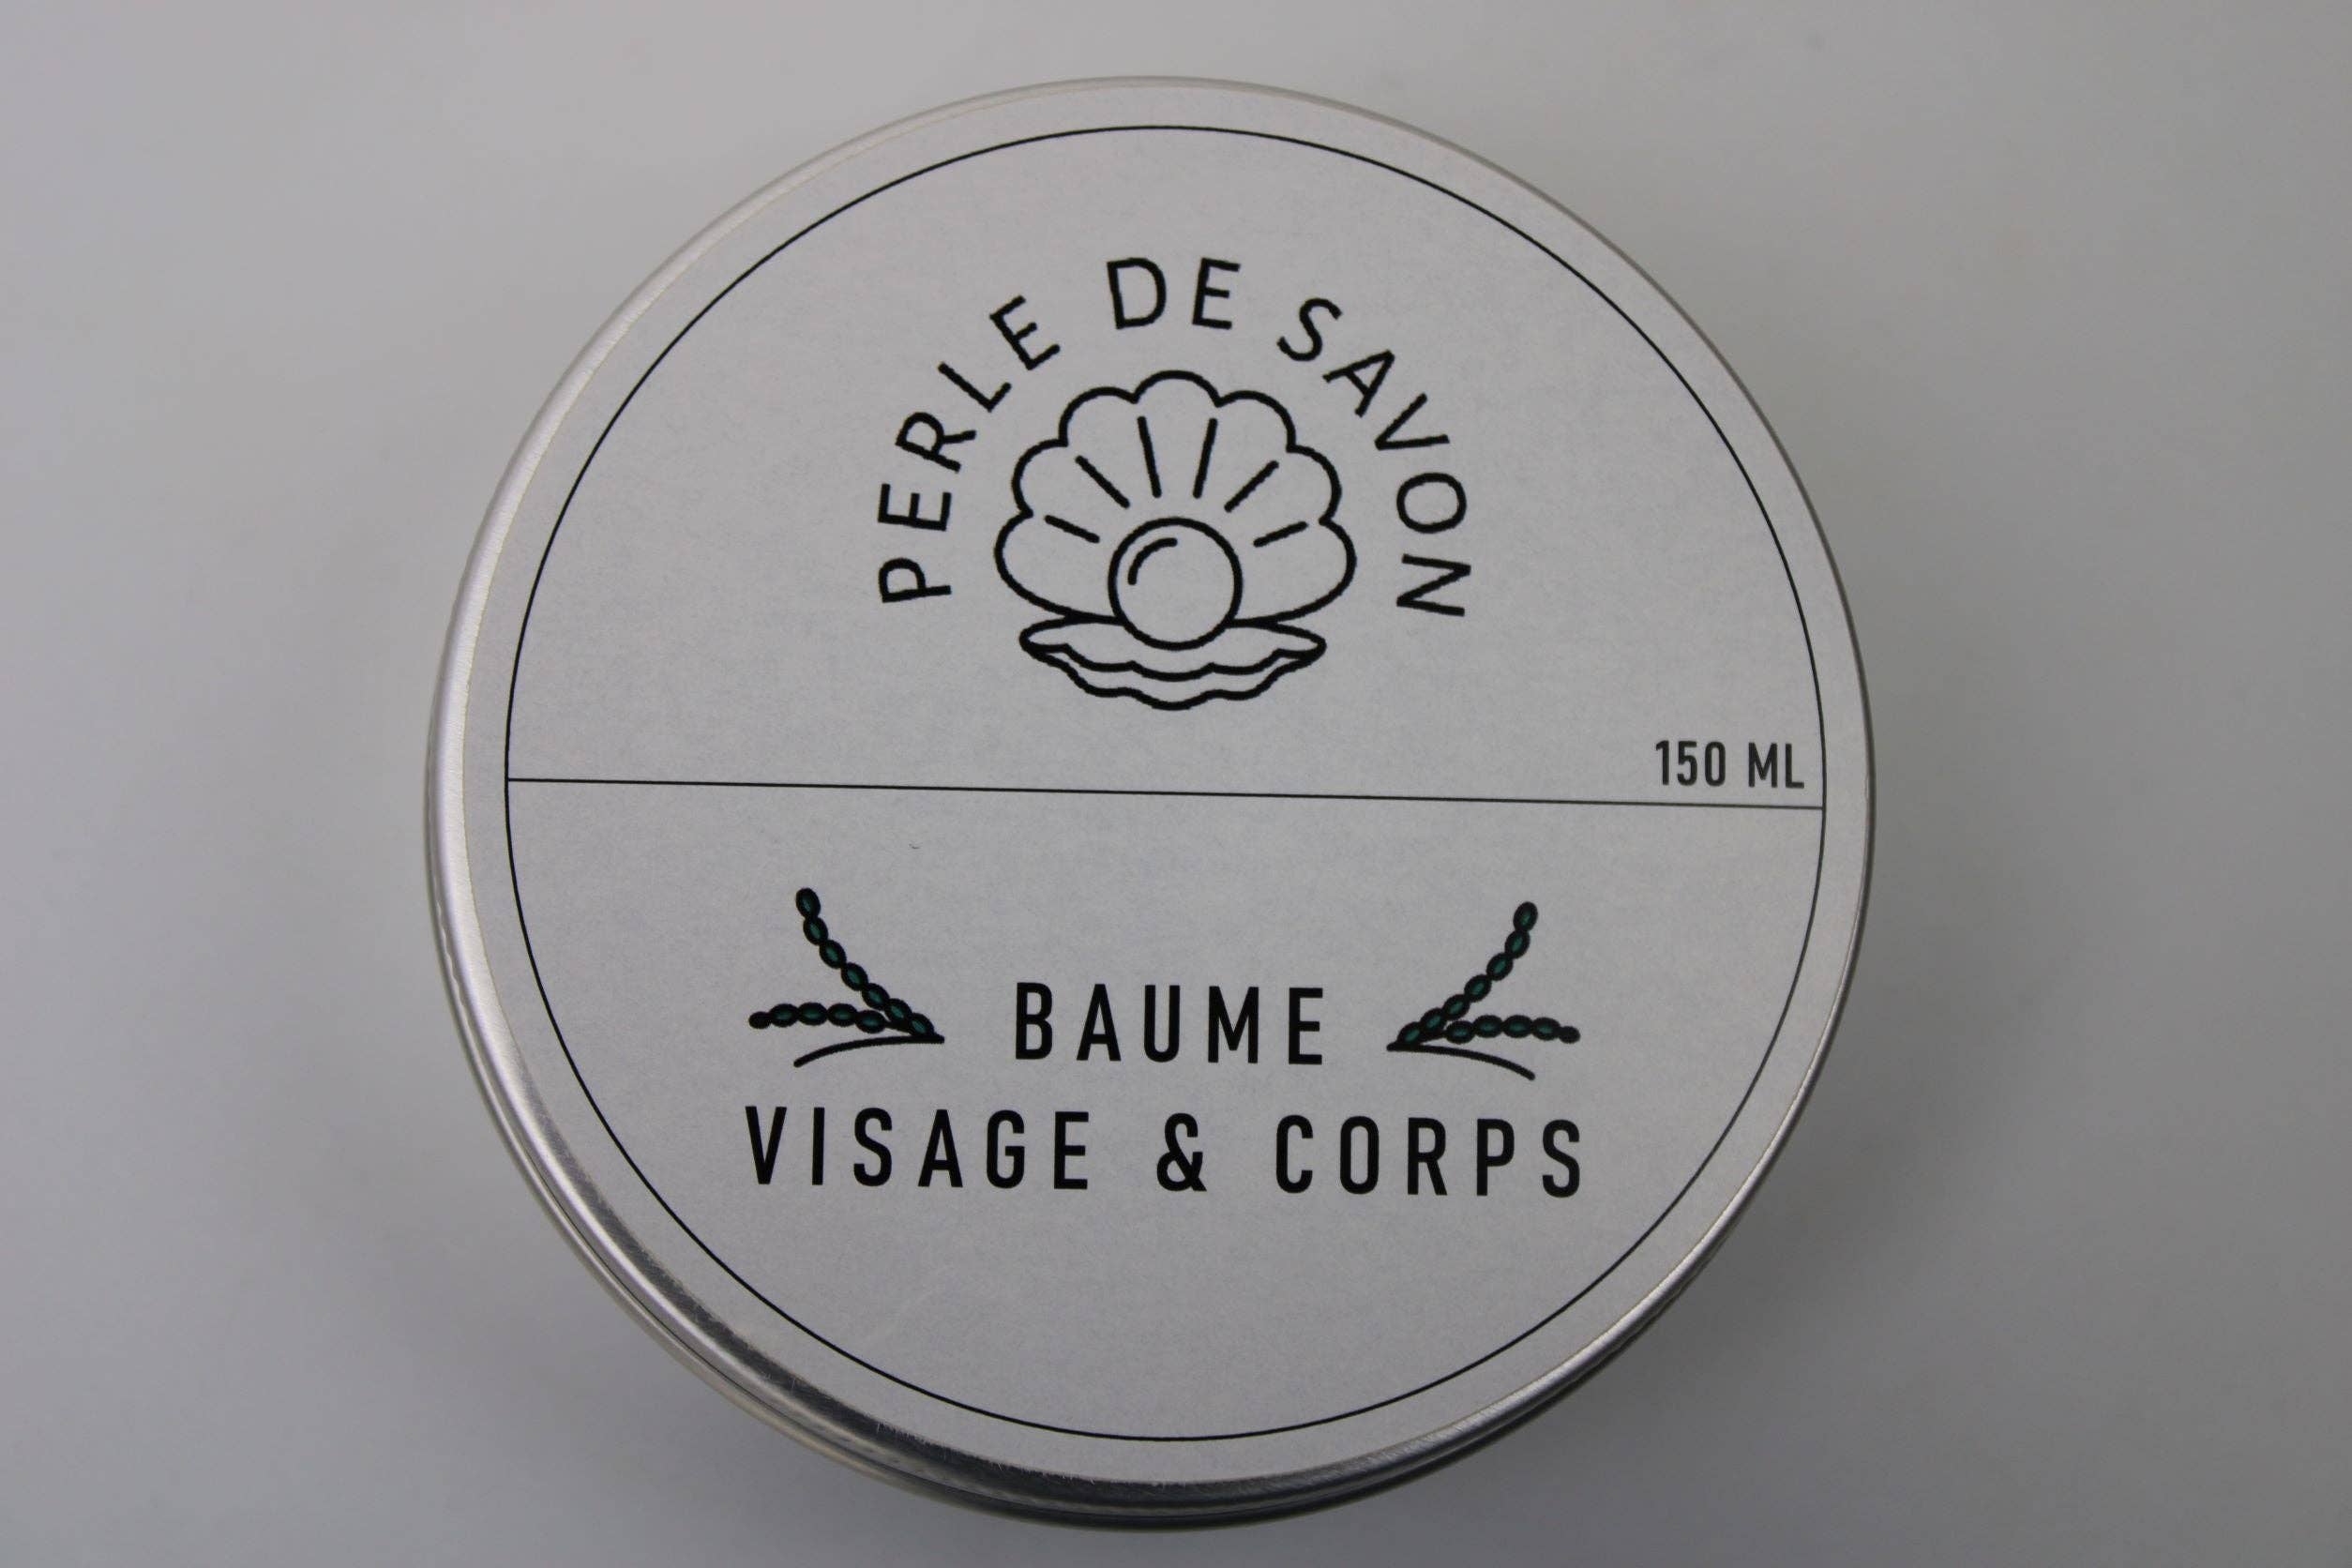 PERLE DE SAVON
150 ML
BAUME
VISAGE & CORPS